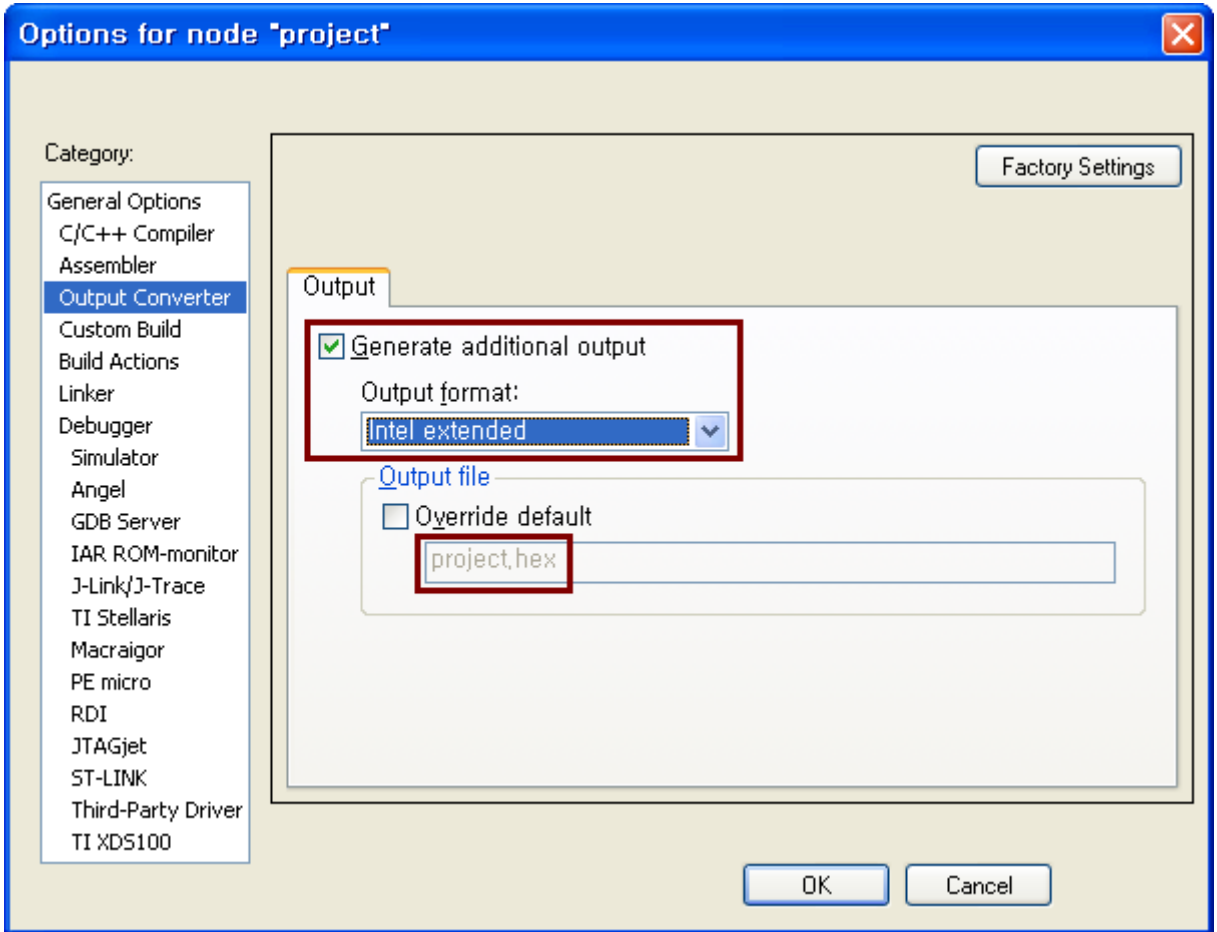 Options for node "project"
Category:
General Options
C/C++ Compiler
Assembler
Output Converter
Custom Build
Build Actions
Linker
Debugger
Simulator
Angel
GDB Server
IAR ROM-monitor
J-Link/J-Trace
TI Stellaris
Macraigor
PE micro
RDI
JTAGjet
ST-LINK
Third-Party Driver
TI XDS100
Factory Settings
Output
Generate additional output
Output format:
Intel extended
Output file
Override default
project.hex
OK
Cancel